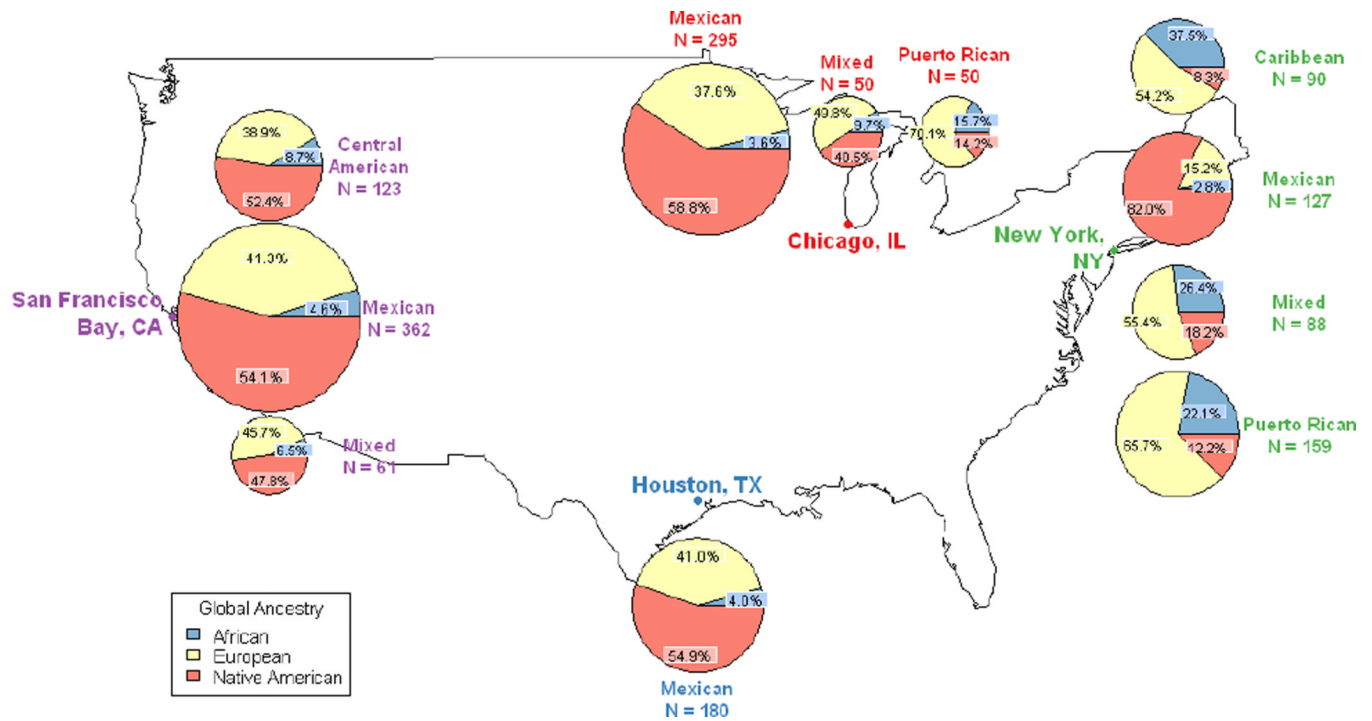 Mexican
N = 295
37.6%
3.6%
58.8%
Mixed
N = 50
49.8%
9.7%
40.5%
Puerto Rican
N = 50
70.1%
15.7%
14.2%
Chicago, IL
37.5%
8.3%
54.2%
Caribbean
N = 90
15.2%
2.8%
82.0%
Mexican
N = 127
New York,
NY
26.4%
55.4%
18.2%
Mixed
N = 88
22.1%
65.7%
12.2%
Puerto Rican
N = 159
38.9%
8.7%
52.4%
Central
American
N = 123
41.3%
4.6%
54.1%
Mexican
N = 362
San Francisco
Bay, CA
45.7%
6.5%
47.8%
Mixed
N = 61
Houston, TX
41.0%
4.0%
54.9%
Mexican
N = 180
Global Ancestry
African
European
Native American